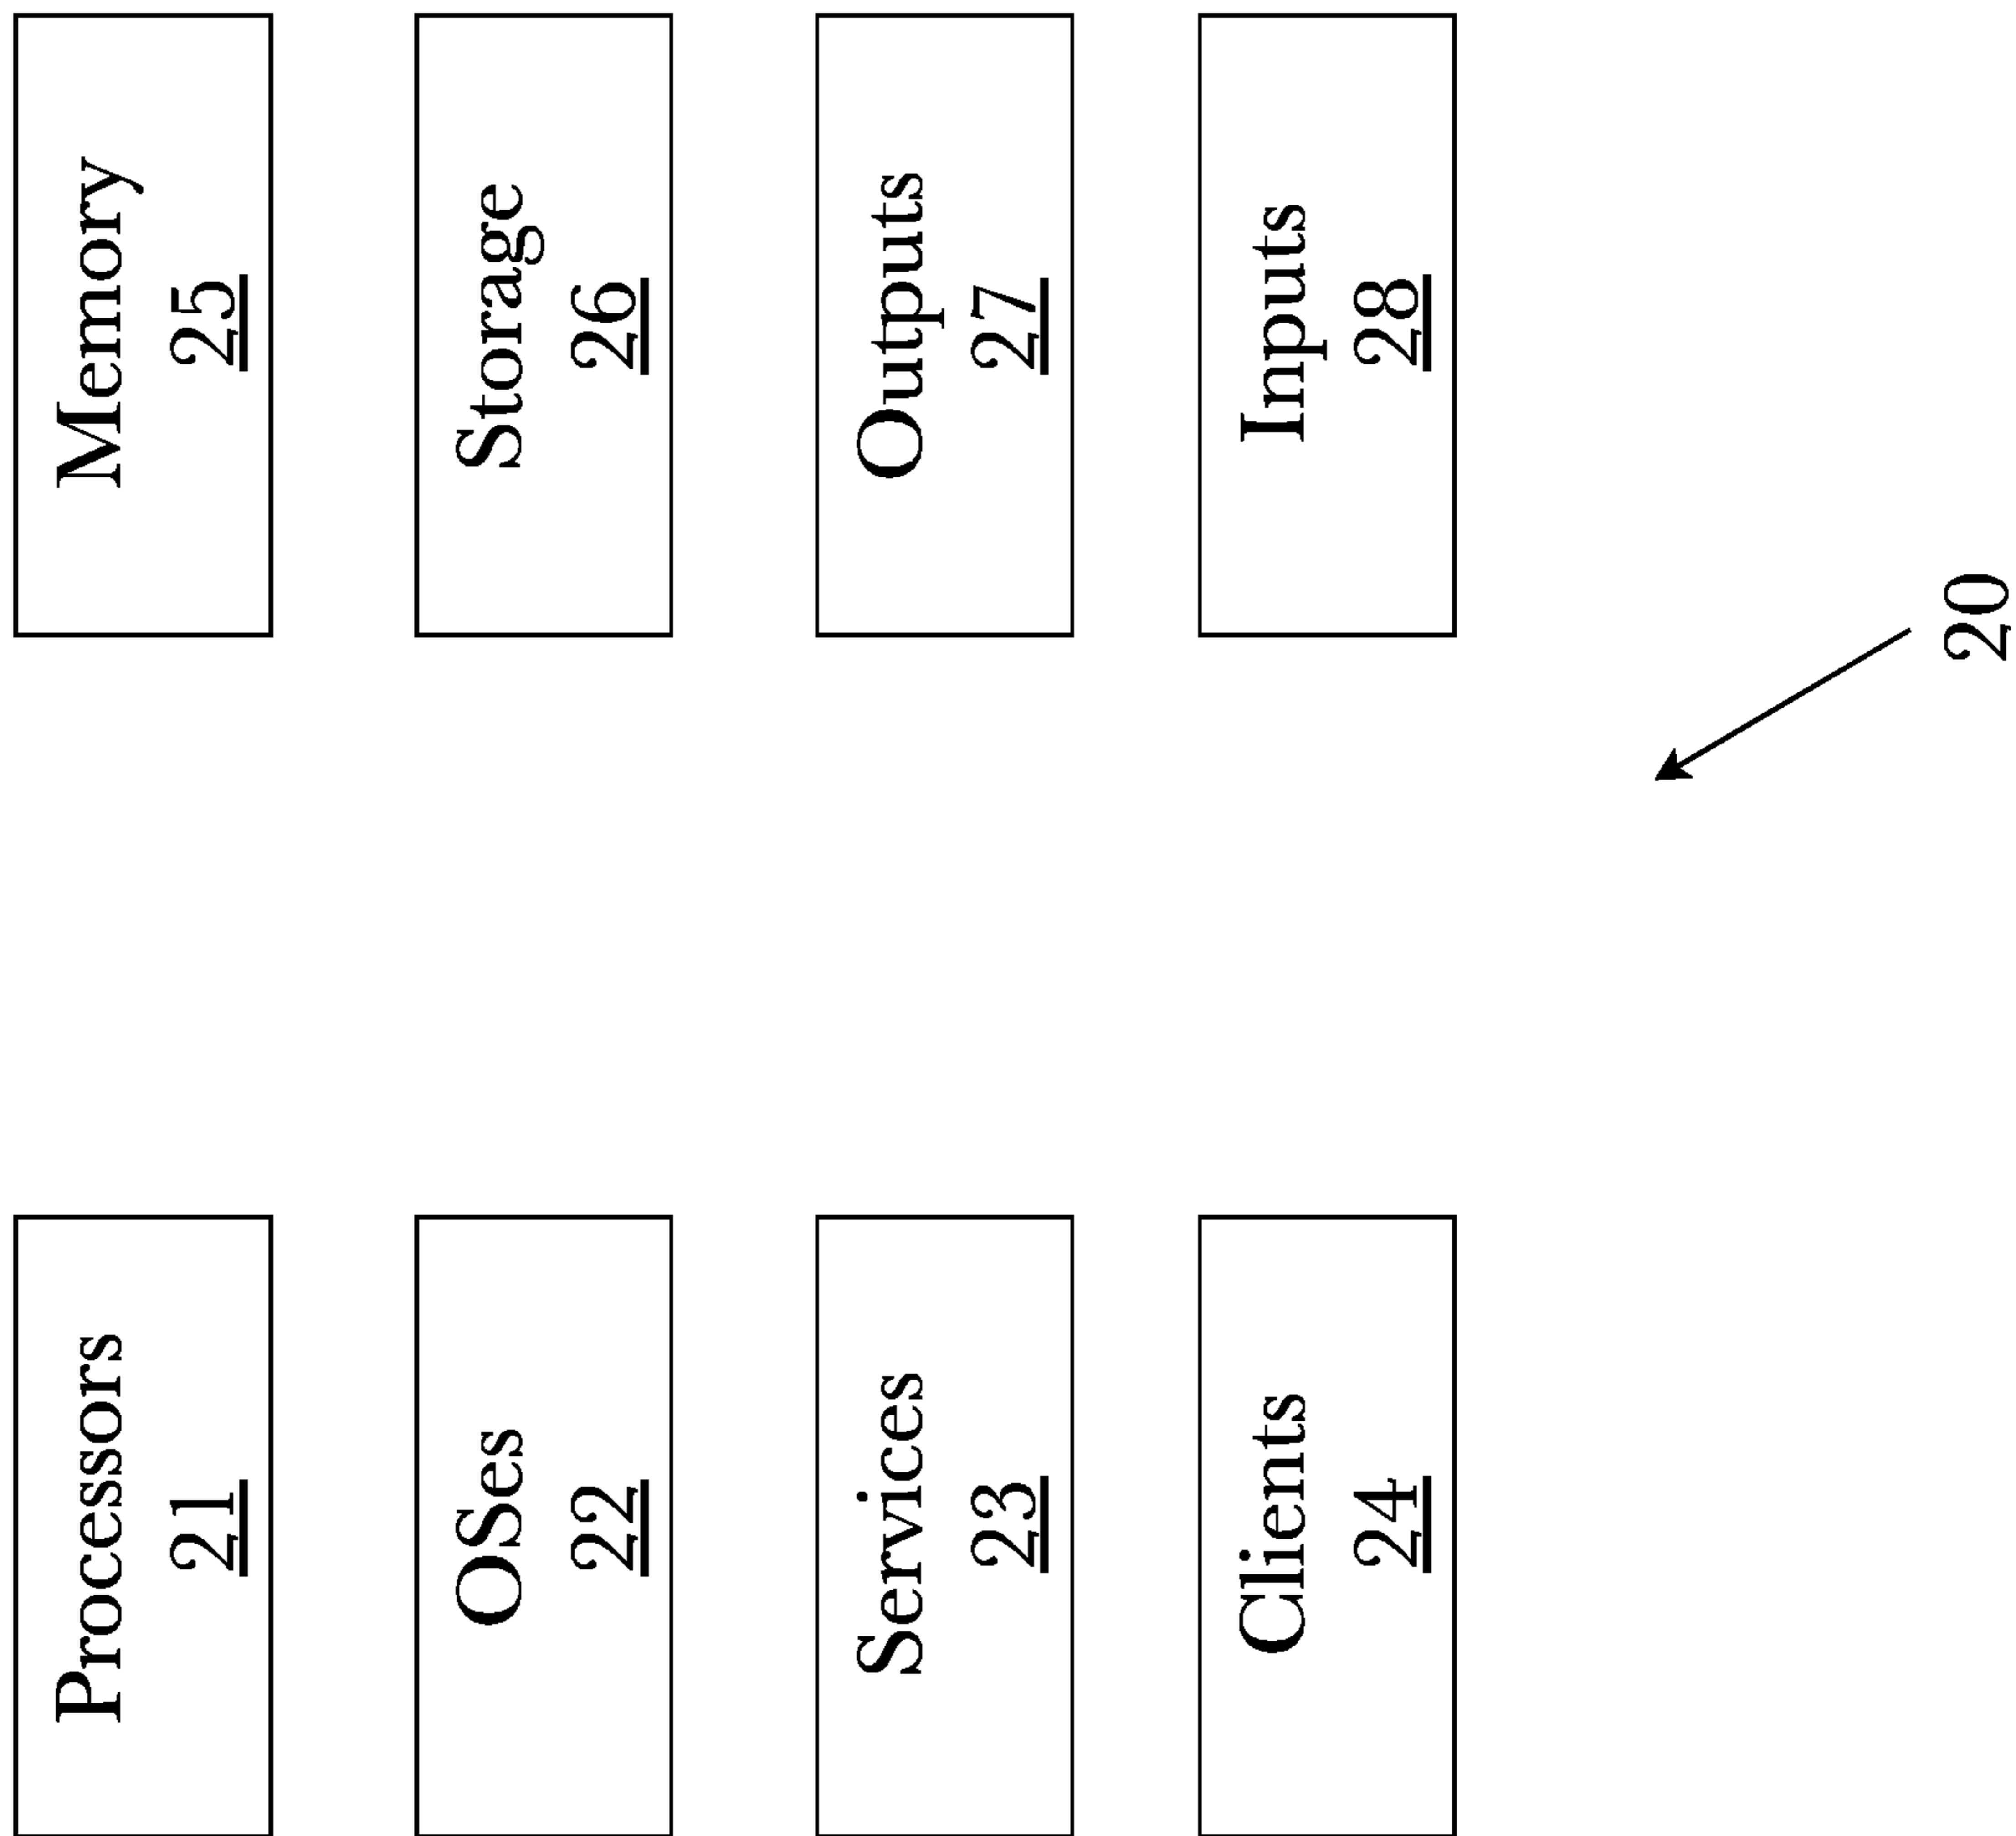 Processors
21
OSes
22
Services
23
Clients
24
Memory
25
Storage
26
Outputs
27
Inputs
28
20